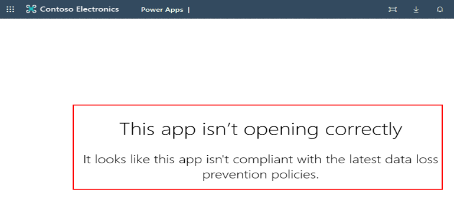 Contoso Electronics Power Apps |
This app isn't opening correctly
It looks like this app isn't compliant with the latest data loss
prevention policies.